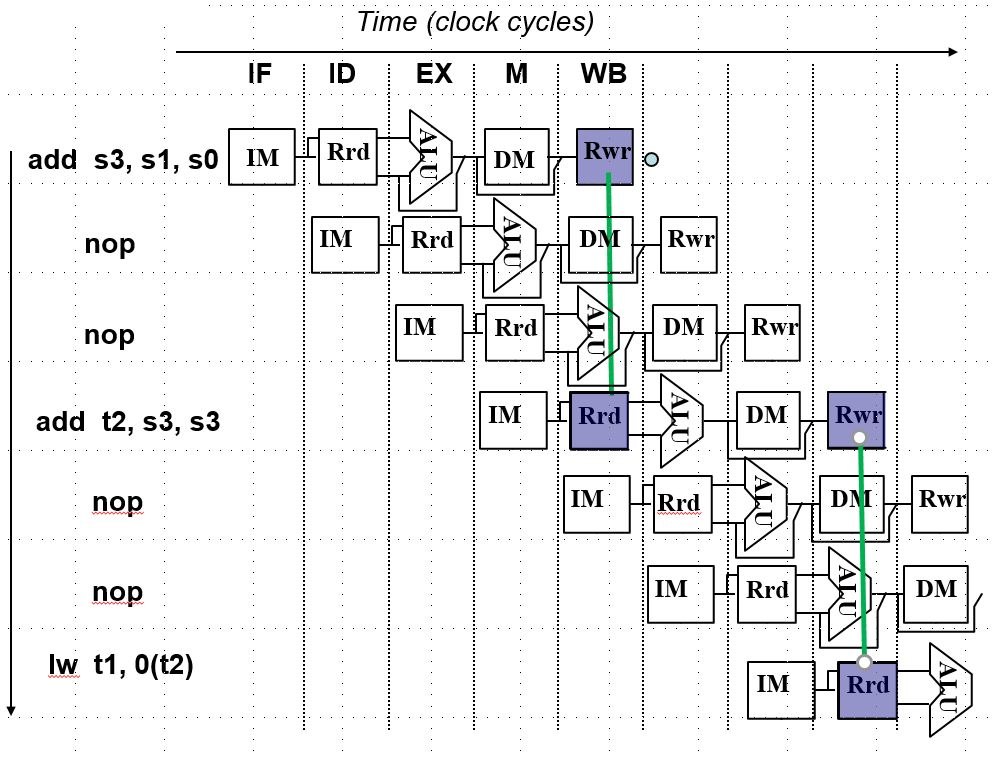 Time (clock cycles)
IF ID EX M WB
add s3, s1, s0 IM Rrd ALU DM Rwr
nop IM Rrd ALU DM Rwr
nop IM Rrd ALU DM Rwr
add t2, s3, s3 IM Rrd ALU DM Rwr
nop IM Rrd ALU DM Rwr
nop IM Rrd ALU DM
lw t1, 0(t2) IM Rrd ALU